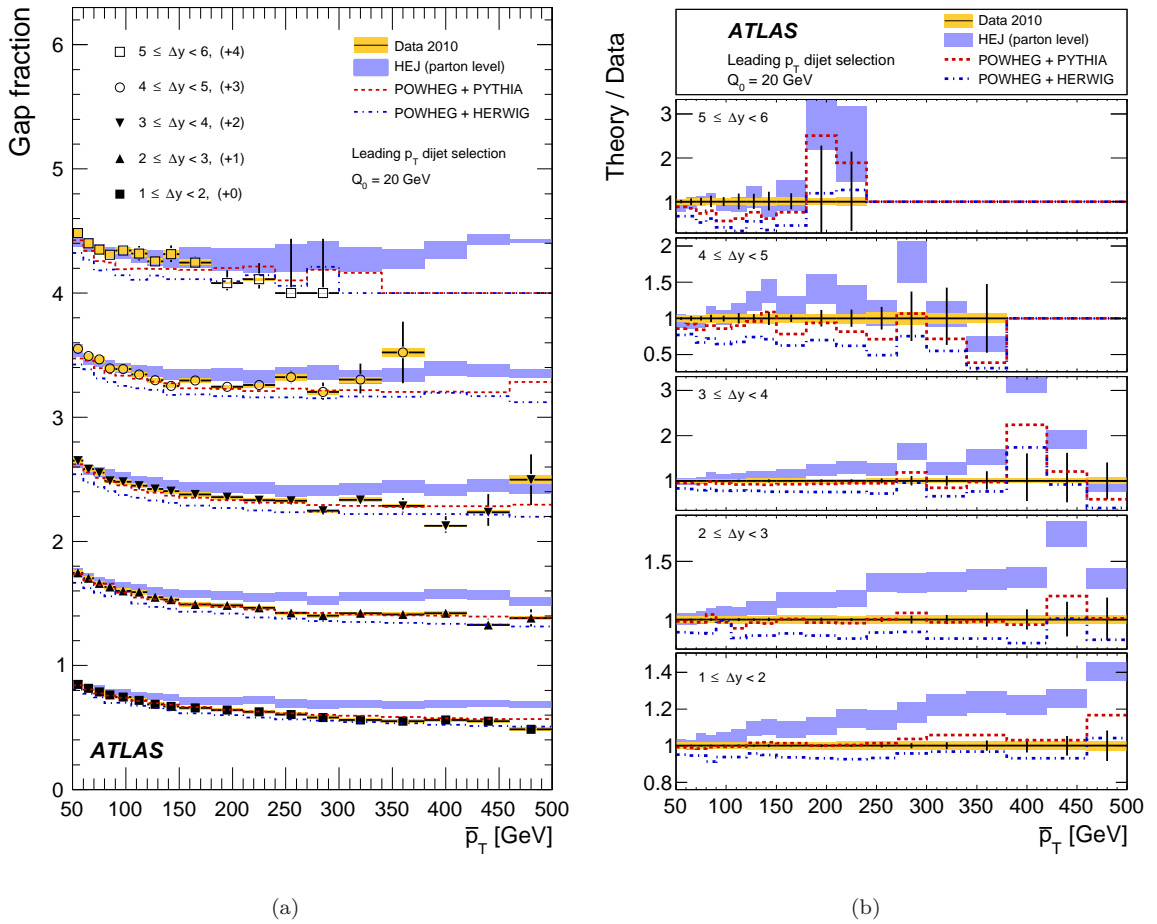 Gap fraction
6
5
4
3
2
1
0
5 ≤ Δy < 6, (+4)
4 ≤ Δy < 5, (+3)
3 ≤ Δy < 4, (+2)
2 ≤ Δy < 3, (+1)
1 ≤ Δy < 2, (+0)
Data 2010
HEJ (parton level)
POWHEG + PYTHIA
POWHEG + HERWIG
Leading p_T dijet selection
Q_0 = 20 GeV
ATLAS
50 100 150 200 250 300 350 400 450 500
p̄_T [GeV]
(a)
Theory / Data
ATLAS
Leading p_T dijet selection
Q_0 = 20 GeV
Data 2010
HEJ (parton level)
POWHEG + PYTHIA
POWHEG + HERWIG
5 ≤ Δy < 6
3
2
1
4 ≤ Δy < 5
2
1.5
1
0.5
3 ≤ Δy < 4
3
2
1
2 ≤ Δy < 3
1.5
1
1 ≤ Δy < 2
1.4
1.2
1
0.8
50 100 150 200 250 300 350 400 450 500
p̄_T [GeV]
(b)